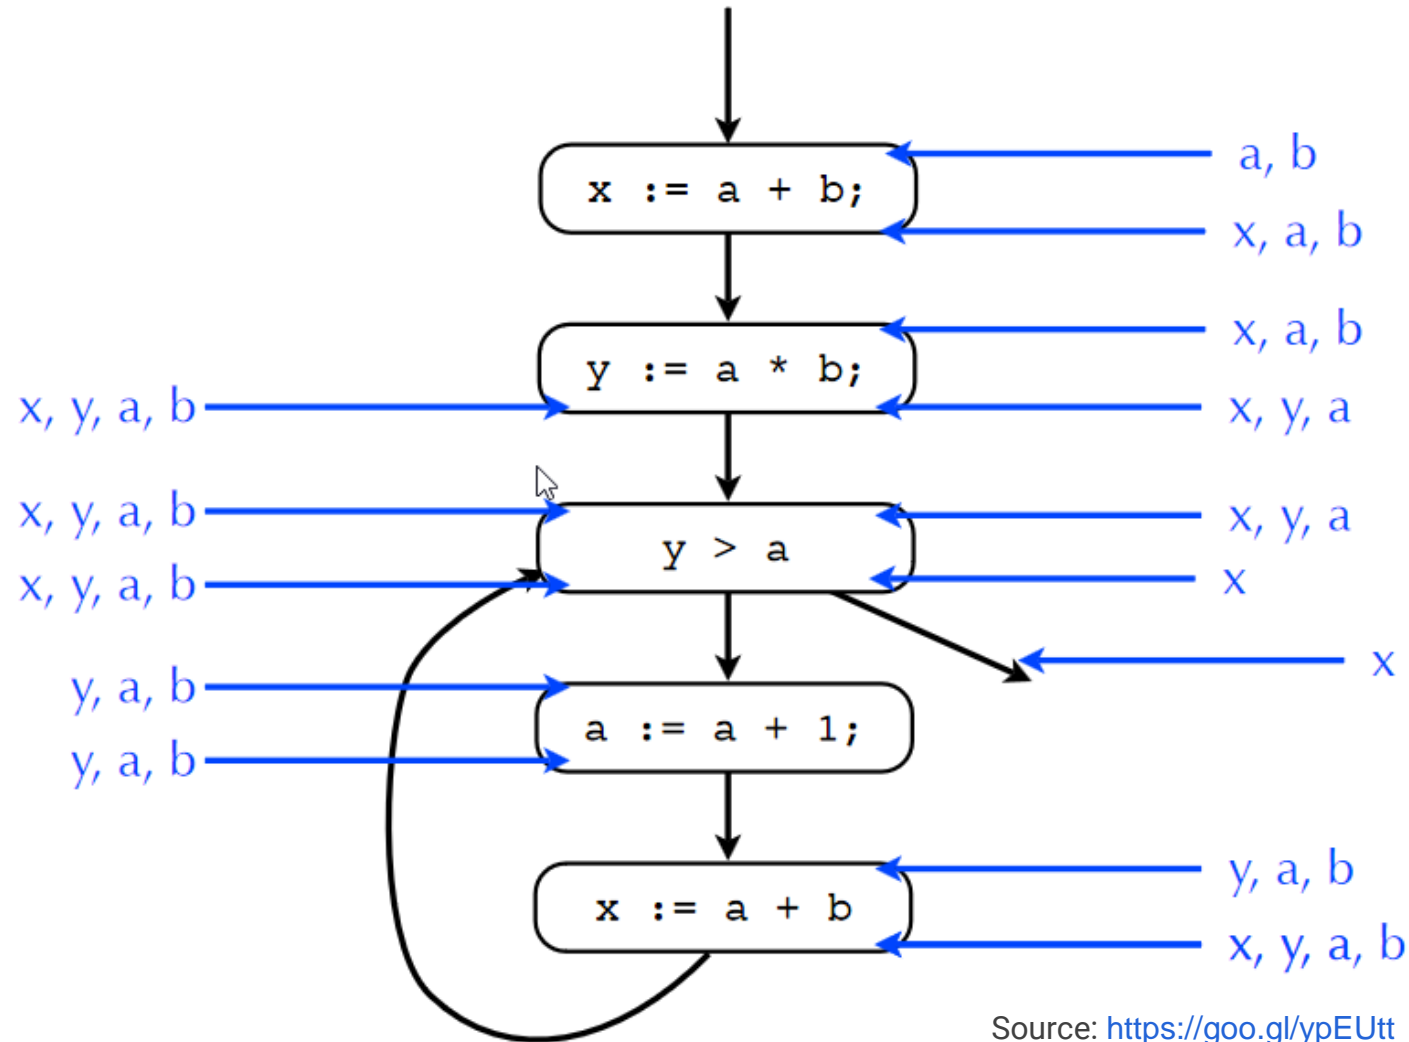 a, b
x := a + b;
x, a, b
x, a, b
y := a * b;
x, y, a, b
x, y, a
x, y, a, b
x, y, a
y > a
x, y, a, b
x
x
y, a, b
a := a + 1;
y, a, b
y, a, b
x := a + b
x, y, a, b
Source: https://goo.gl/ypEUtt